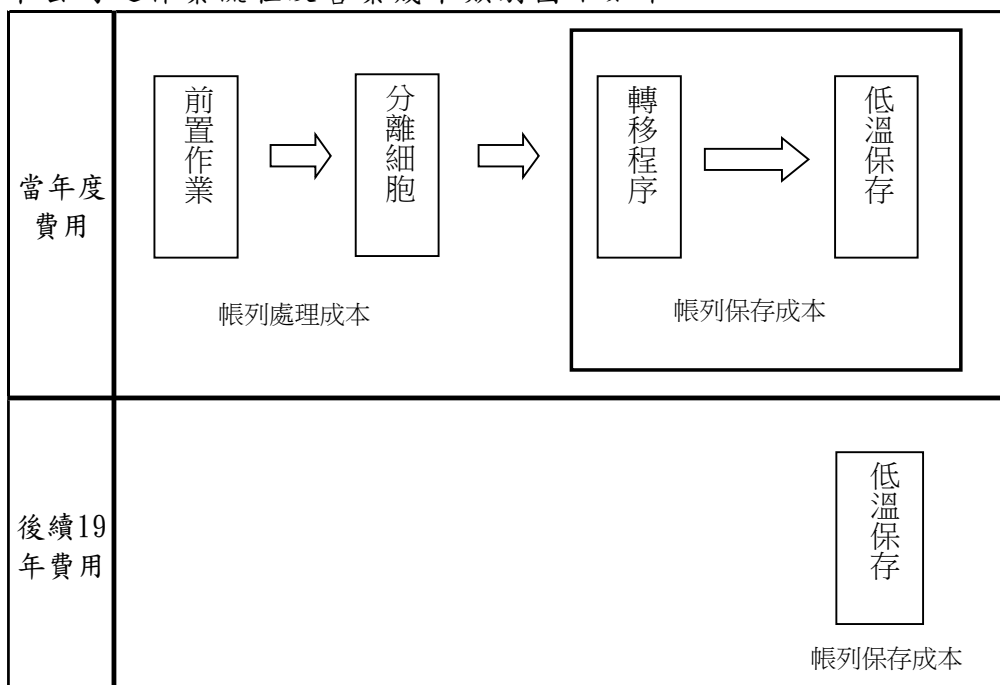 當年度
費用
前置作業
分離細胞
轉移程序
低溫保存
帳列處理成本
帳列保存成本
後續19
年費用
低溫保存
帳列保存成本